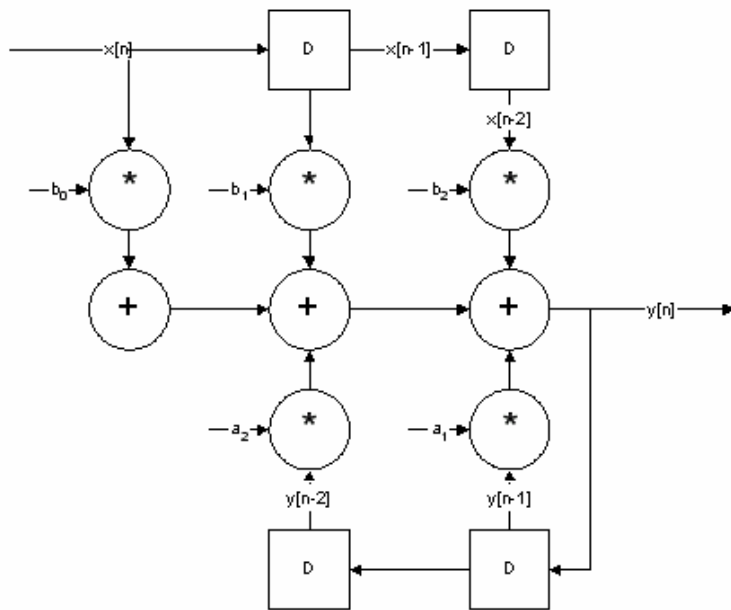 x[n]
D
x[n-1]
D
x[n-2]
*
*
*
b₀
b₁
b₂
+
+
+
y[n]
*
*
a₂
a₁
y[n-2]
y[n-1]
D
D